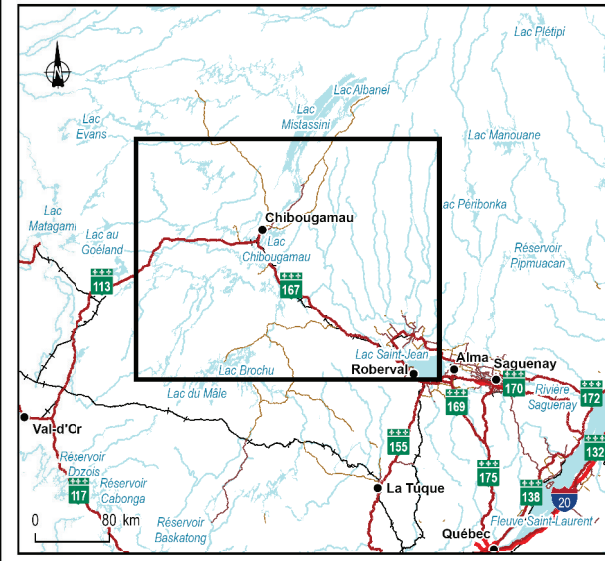 Lac Plétipi
Lac Albanel
Lac
Mistassini
Lac
Evans
Lac Manouane
ac Péribonka
Lac
Matagami
Lac au
Goéland
Chibougamau
Lac
Chibougamau
Réservoir
Pipmuacan
113
167
Lac Saint-Jean
Roberval
Alma
Saguenay
Lac Brochu
Lac du Mâle
170
172
Rivière
Saguenay
169
Val-d'Or
155
132
Réservoir
Dozois
Réservoir
Cabonga
117
La Tuque
175
138
20
0 80 km
Réservoir
Baskatong
Fleuve Saint-Laurent
Québec